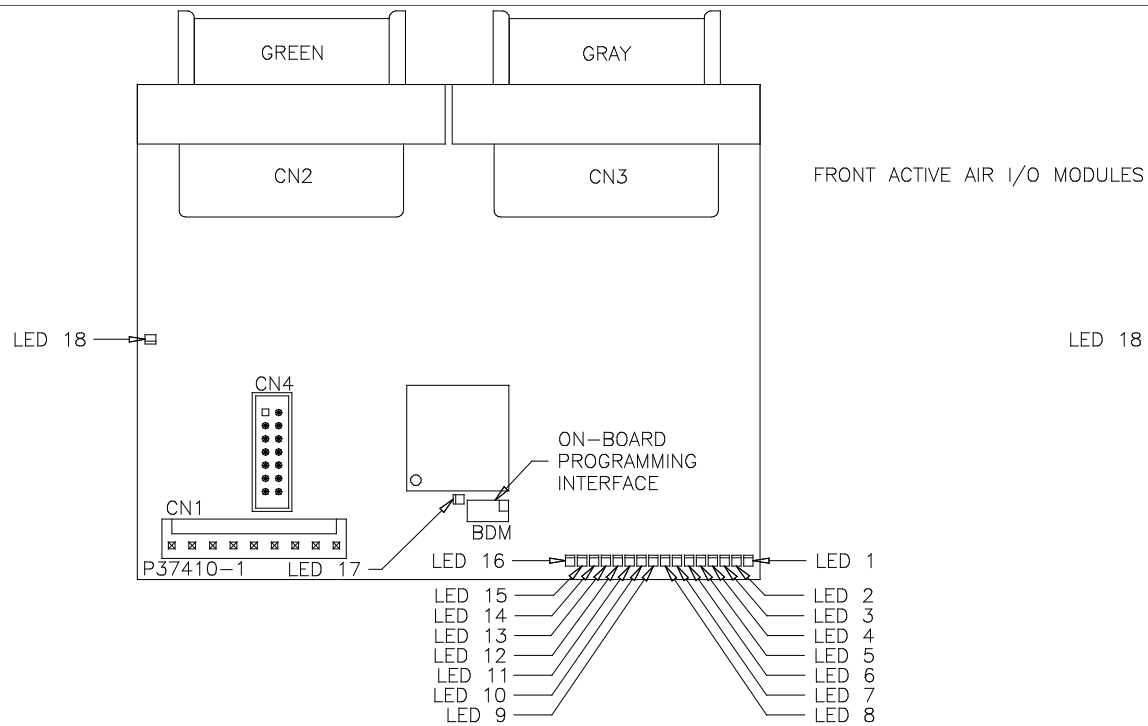 GREEN
GRAY
CN2
CN3
FRONT ACTIVE AIR I/O MODULES
LED 18
LED 18
CN4
ON-BOARD
PROGRAMMING
INTERFACE
CN1
BDM
P37410-1
LED 17
LED 16
LED 1
LED 15
LED 2
LED 14
LED 3
LED 13
LED 4
LED 12
LED 5
LED 11
LED 6
LED 10
LED 7
LED 9
LED 8